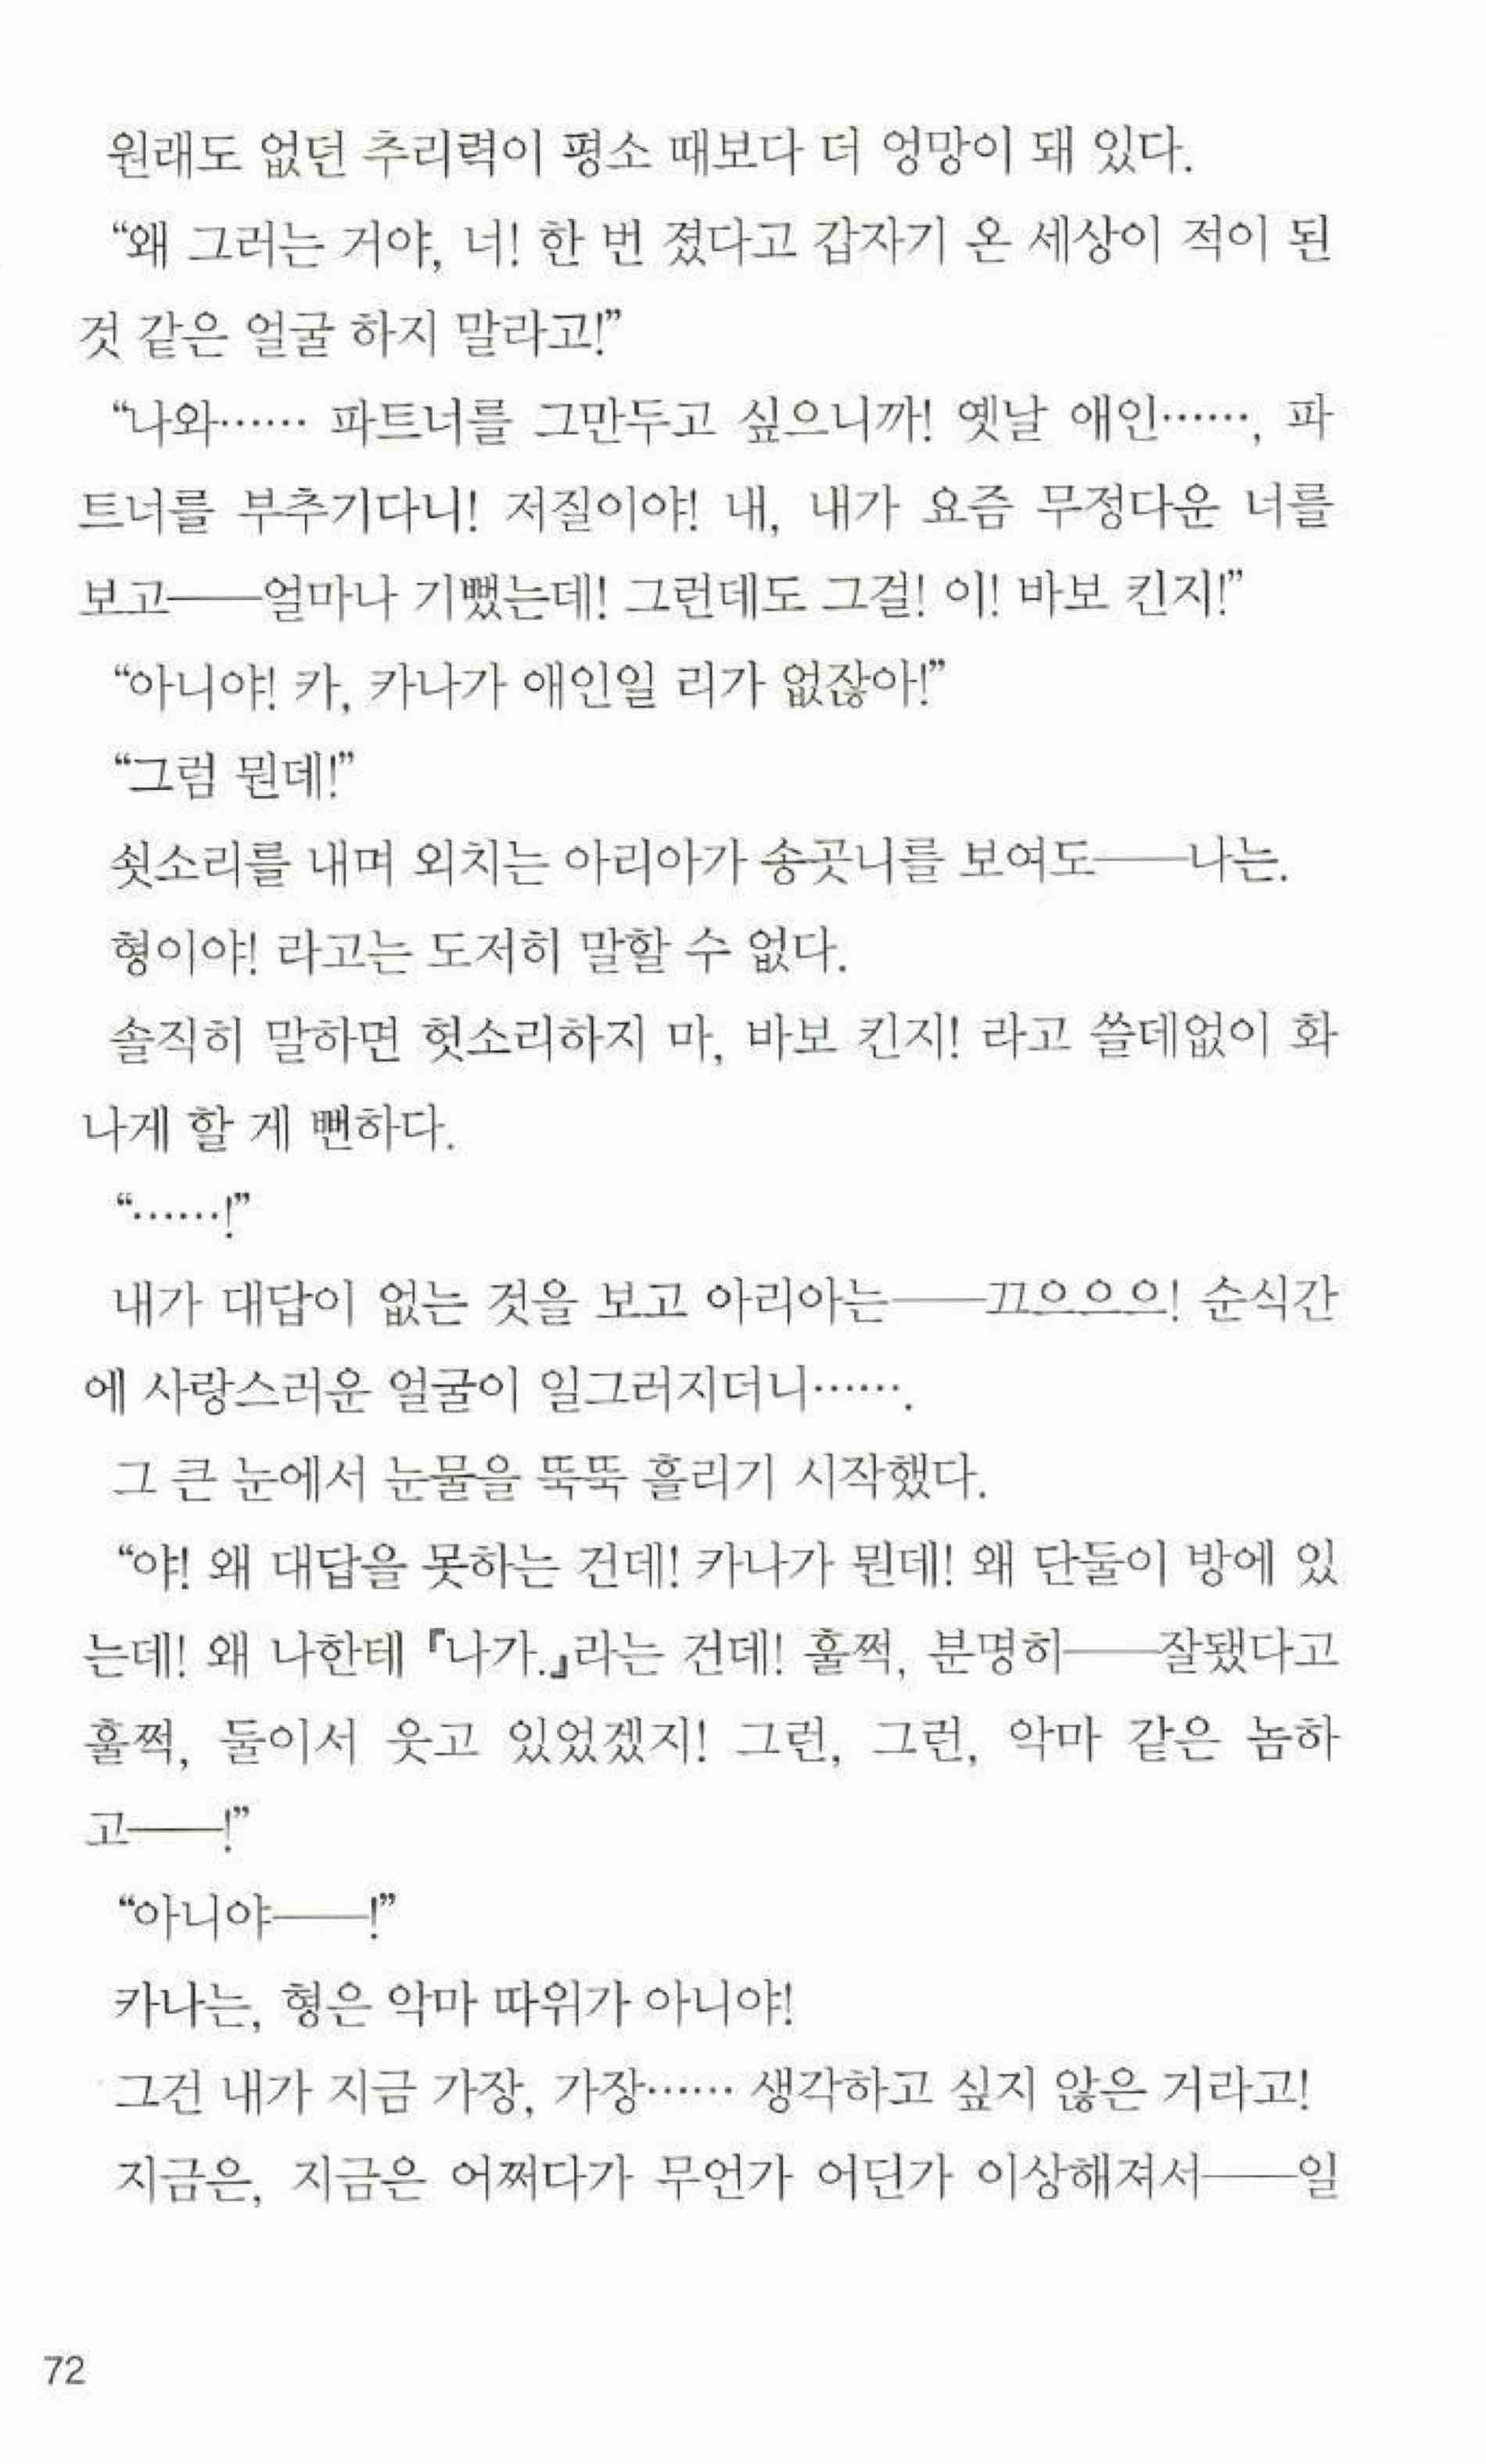 원래도 없던 추리력이 평소 때보다 더 엉망이 돼 있다.
“왜 그러는 거야, 너! 한 번 졌다고 갑자기 온 세상이 적이 된
것 같은 얼굴 하지 말라고!”
“나와…… 파트너를 그만두고 싶으니까! 옛날 애인……, 파
트너를 부추기다니! 저질이야! 내, 내가 요즘 무정다운 너를
보고――얼마나 기뻤는데! 그런데도 그걸! 이! 바보 킨지!”
“아니야! 카, 카나가 애인일 리가 없잖아!”
“그럼 뭔데!”
쇳소리를 내며 외치는 아리아가 송곳니를 보여도――나는.
형이야! 라고는 도저히 말할 수 없다.
솔직히 말하면 헛소리하지 마, 바보 킨지! 라고 쓸데없이 화
나게 할 게 뻔하다.
“……!”
내가 대답이 없는 것을 보고 아리아는――끄으으으! 순식간
에 사랑스러운 얼굴이 일그러지더니…….
그 큰 눈에서 눈물을 뚝뚝 흘리기 시작했다.
“야! 왜 대답을 못하는 건데! 카나가 뭔데! 왜 단둘이 방에 있
는데! 왜 나한테 『나가.』라는 건데! 훌쩍, 분명히――잘됐다고
훌쩍, 둘이서 웃고 있었겠지! 그런, 그런, 악마 같은 놈하
고――!”
“아니야――!”
카나는, 형은 악마 따위가 아니야!
그건 내가 지금 가장, 가장…… 생각하고 싶지 않은 거라고!
지금은, 지금은 어쩌다가 무언가 어딘가 이상해져서――일
72